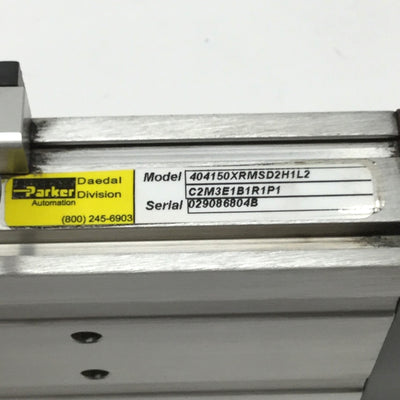 Parker
Automation
Daedal
Division
(800) 245-6903
Model 404150XRMSD2H1L2
C2M3E1B1R1P1
Serial 029086804B